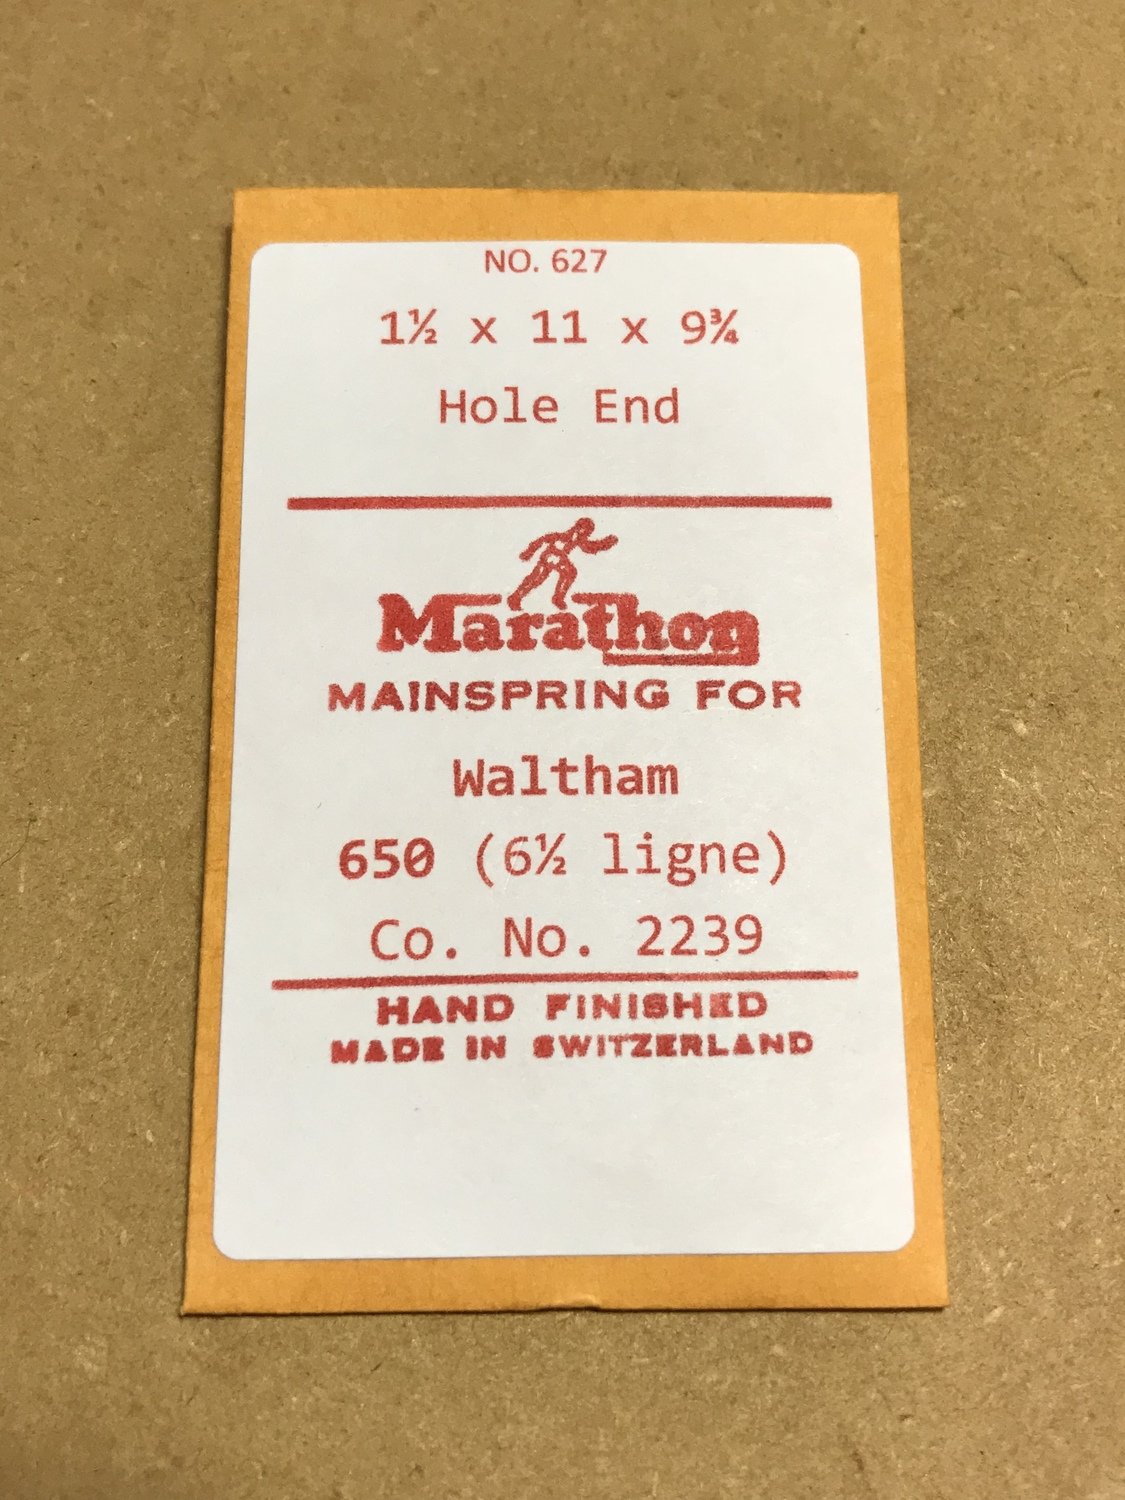 NO. 627
1½ x 11 x 9¾
Hole End
Marathon
MAINSPRING FOR
Waltham
650 (6½ ligne)
Co. No. 2239
HAND FINISHED
MADE IN SWITZERLAND